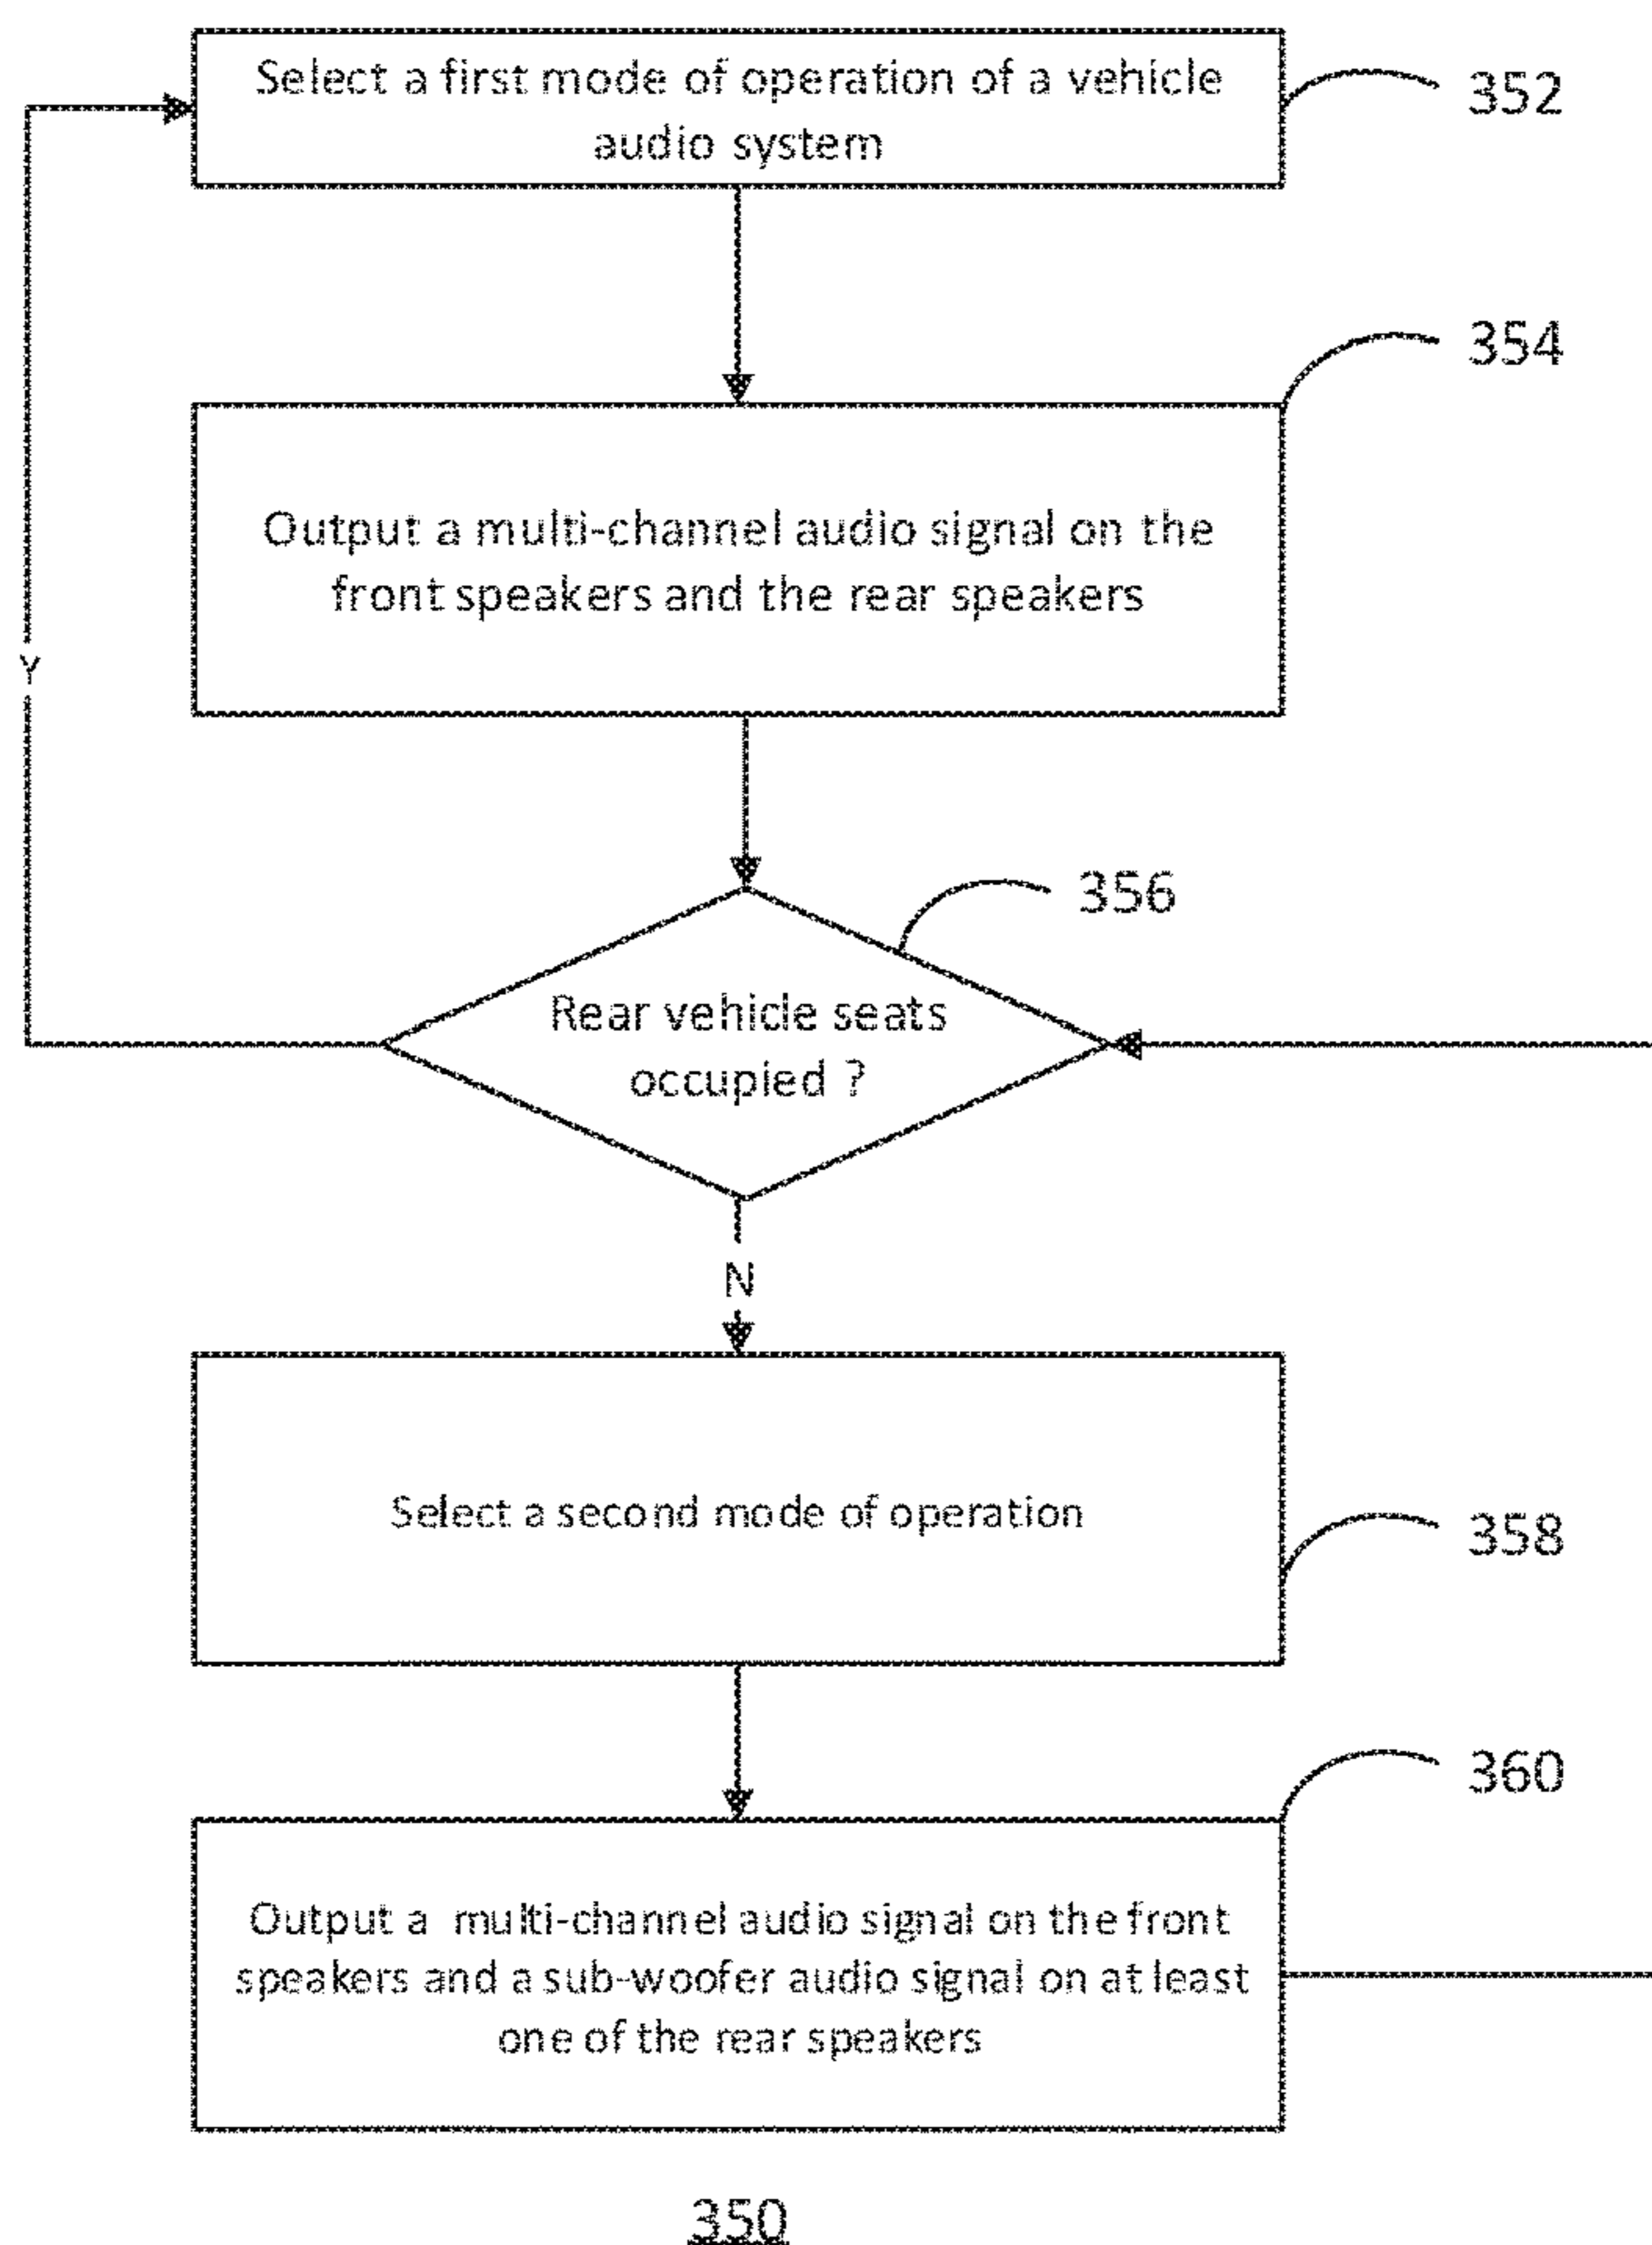 Select a first mode of operation of a vehicle
audio system
352
354
Output a multi-channel audio signal on the
front speakers and the rear speakers
Y
356
Rear vehicle seats
occupied ?
N
Select a second mode of operation
358
360
Output a multi-channel audio signal on the front
speakers and a sub-woofer audio signal on at least
one of the rear speakers
350